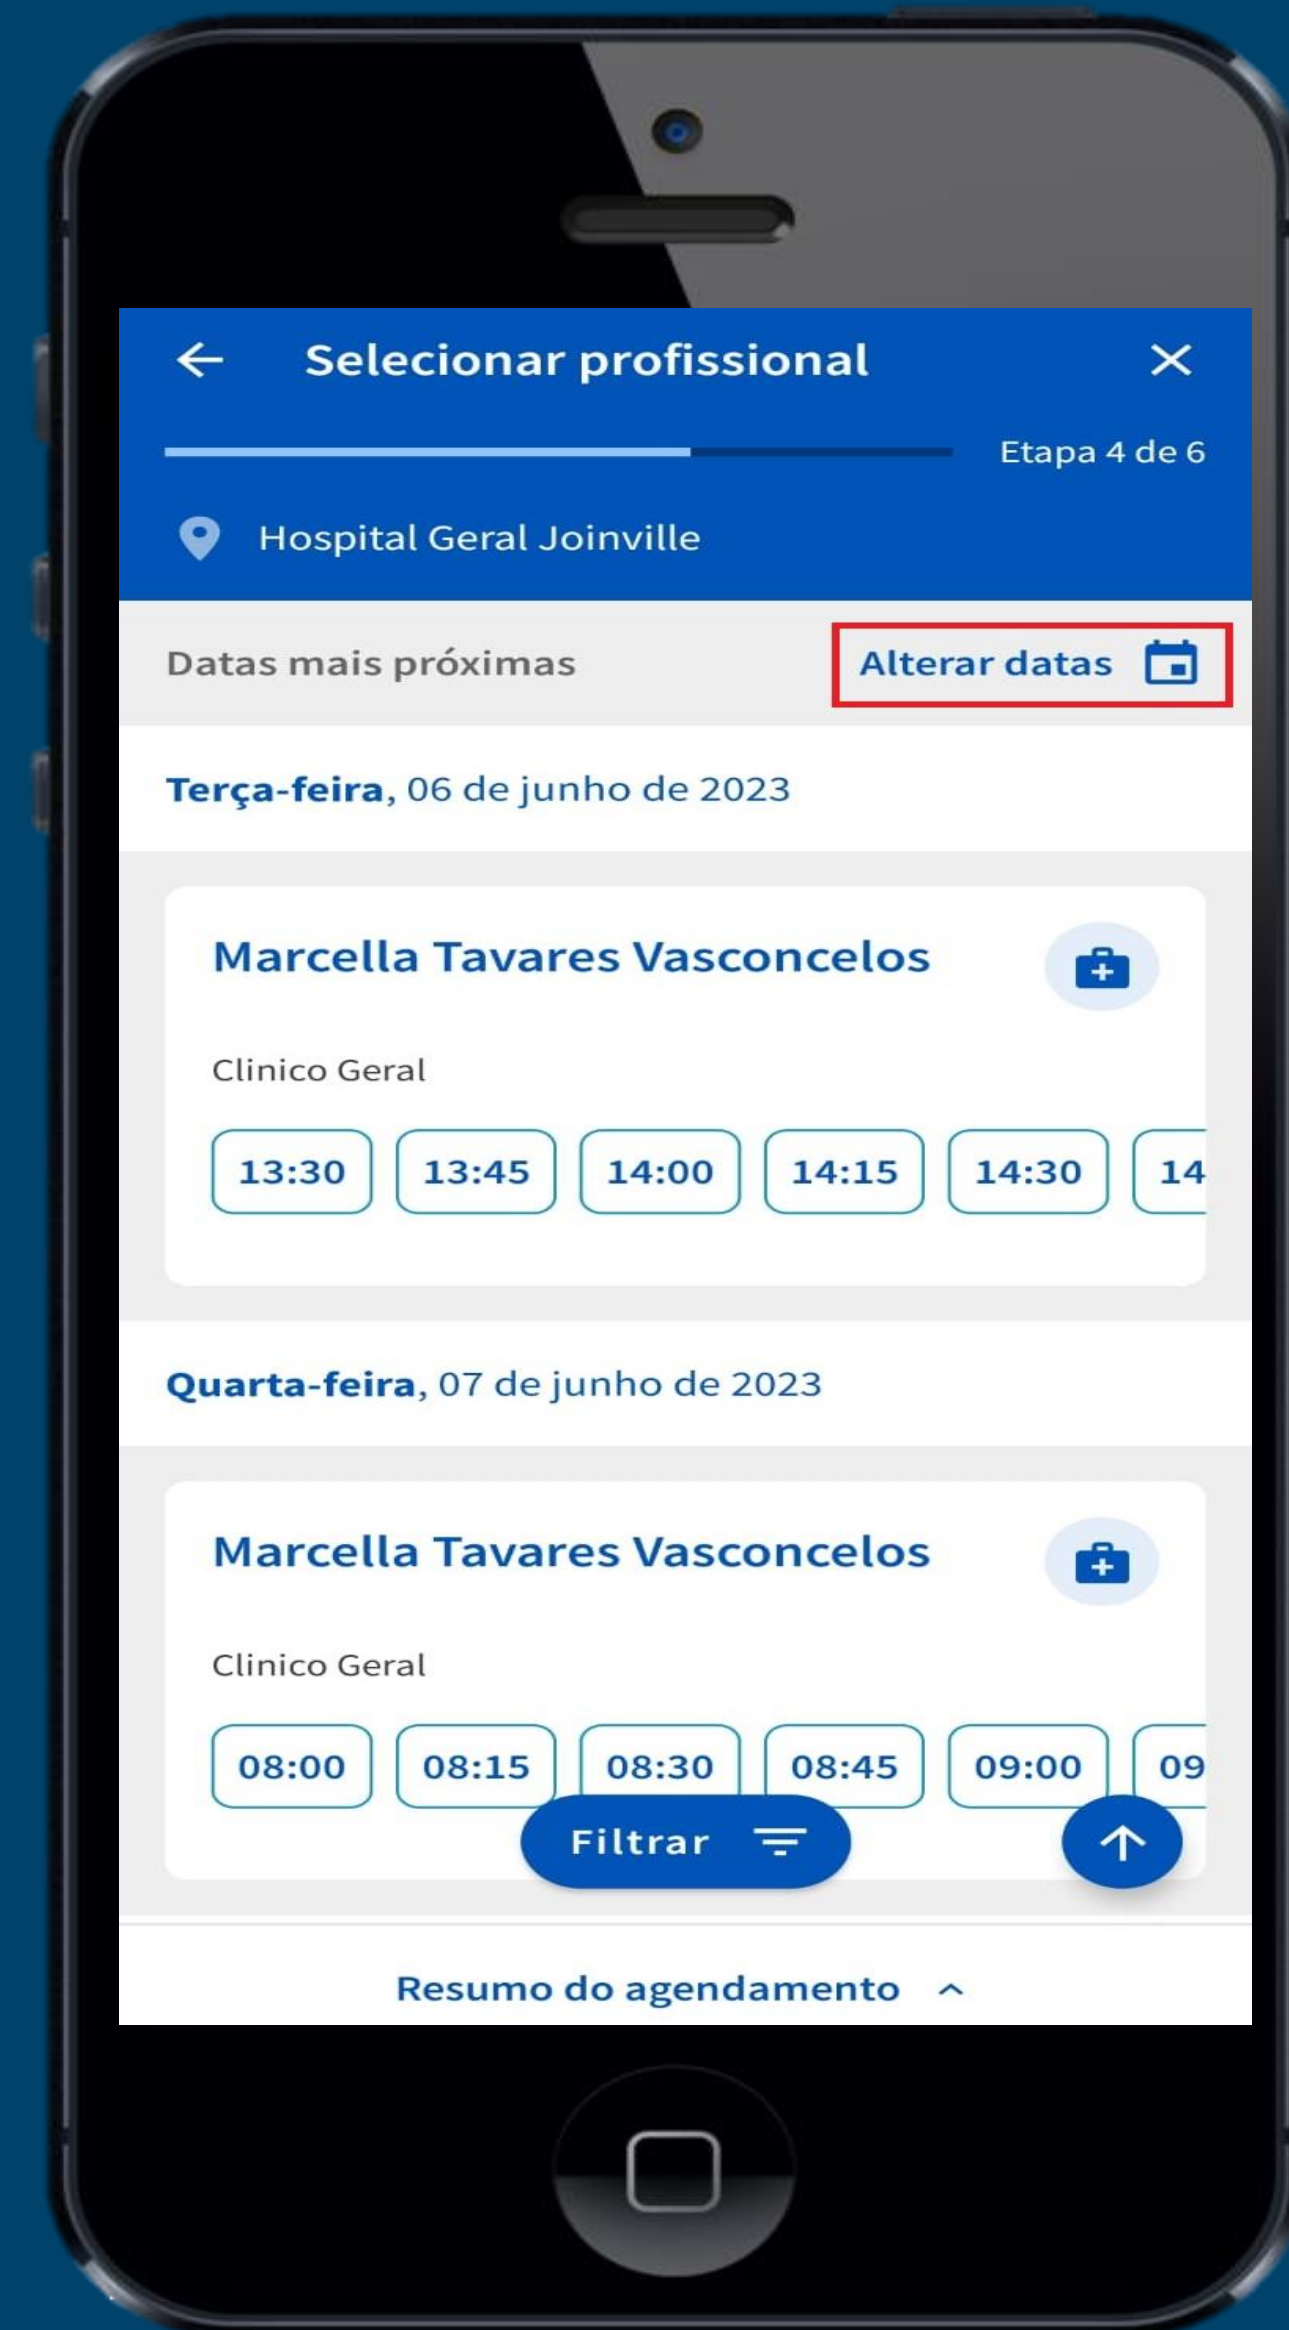 Selecionar profissional
Etapa 4 de 6
Hospital Geral Joinville
Datas mais próximas Alterar datas
Terça-feira, 06 de junho de 2023
Marcella Tavares Vasconcelos
Clinico Geral
13:30 13:45 14:00 14:15 14:30 14
Quarta-feira, 07 de junho de 2023
Marcella Tavares Vasconcelos
Clinico Geral
08:00 08:15 08:30 08:45 09:00 09
Filtrar
Resumo do agendamento